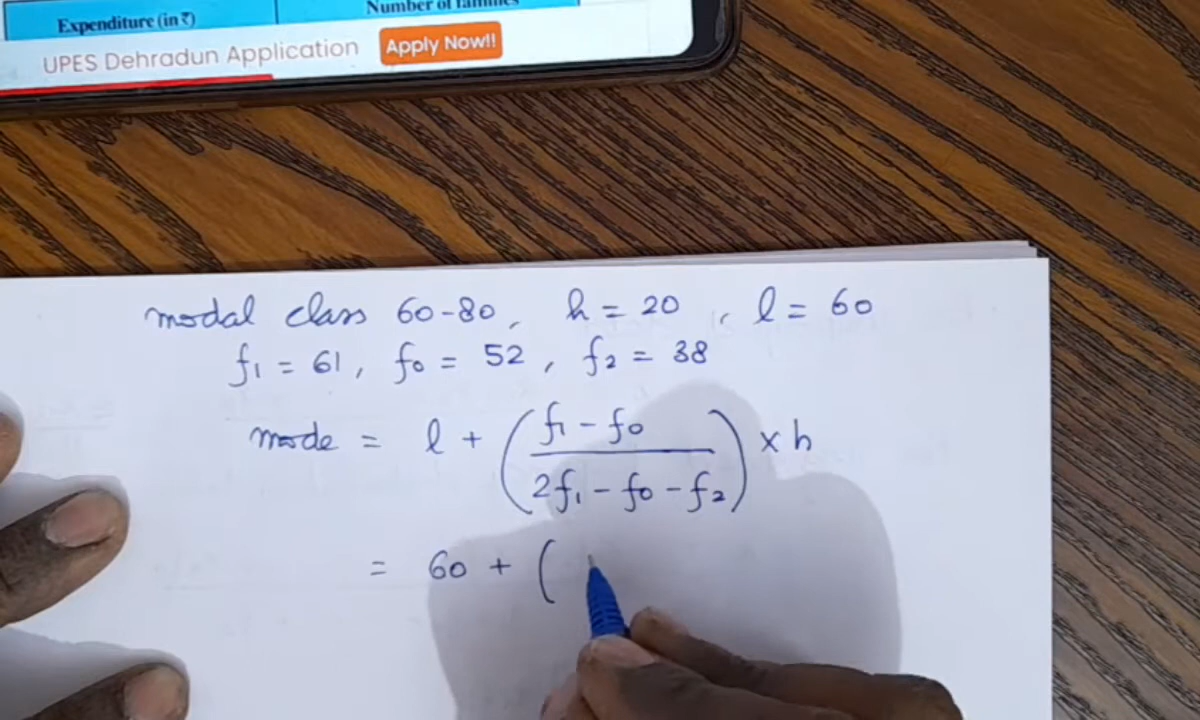 Expenditure (in ₹) Number of families
UPES Dehradun Application Apply Now!!
modal class 60-80, h = 20, l = 60
f₁ = 61, f₀ = 52, f₂ = 38
mode = l + ( (f₁ - f₀) / (2f₁ - f₀ - f₂) ) x h
= 60 + (